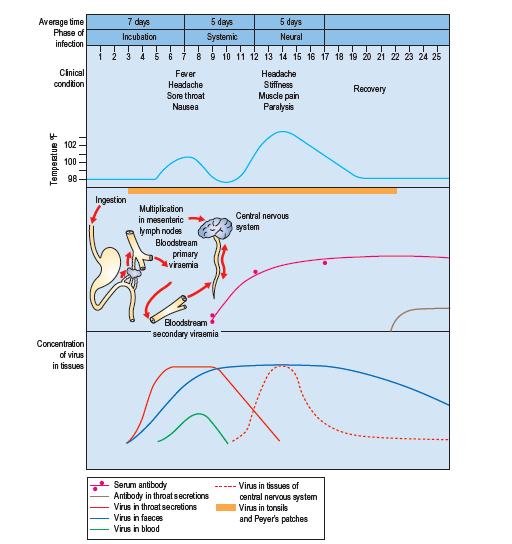 Average time 7 days 5 days 5 days
Phase of
infection Incubation Systemic Neural
1 2 3 4 5 6 7 8 9 10 11 12 13 14 15 16 17 18 19 20 21 22 23 24 25
Clinical
condition
Fever
Headache
Sore throat
Nausea
Headache
Stiffness
Muscle pain
Paralysis
Recovery
Temperature °F
102
100
98
Ingestion
Multiplication
in mesenteric
lymph nodes
Bloodstream
primary
viraemia
Central nervous
system
Bloodstream
secondary viraemia
Concentration
of virus
in tissues
Serum antibody
Antibody in throat secretions
Virus in throat secretions
Virus in faeces
Virus in blood
Virus in tissues of
central nervous system
Virus in tonsils
and Peyer's patches